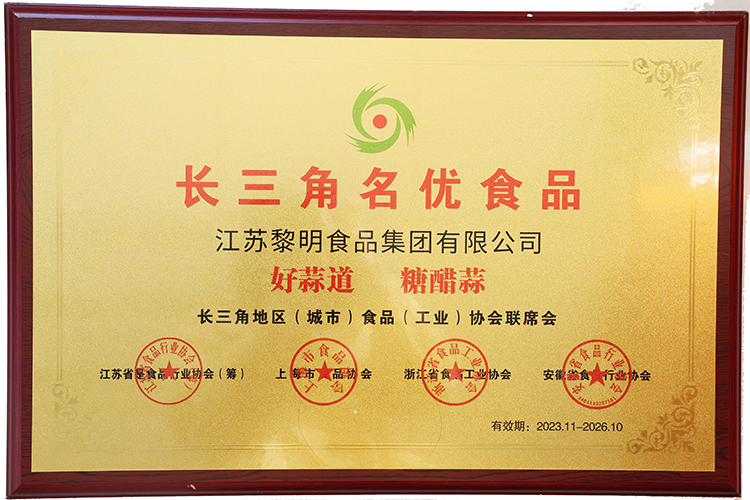 长三角名优食品
江苏黎明食品集团有限公司
好蒜道 糖醋蒜
长三角地区（城市）食品（工业）协会联席会
江苏省食品行业协会（筹） 上海市食品协会 浙江省食品工业协会 安徽省食品行业协会
有效期：2023.11-2026.10